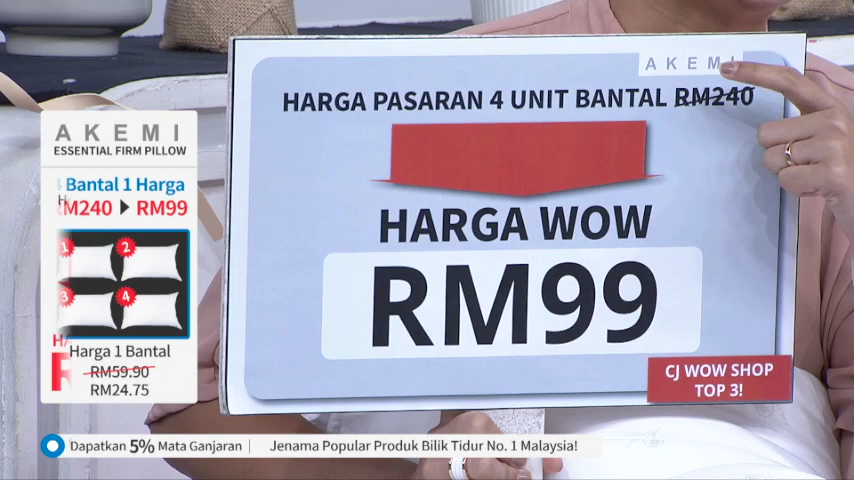 AKEMI
HARGA PASARAN 4 UNIT BANTAL RM240
HARGA WOW
RM99
CJ WOW SHOP
TOP 3!
AKEMI
ESSENTIAL FIRM PILLOW
Bantal 1 Harga
M240 RM99
1 2
3 4
Harga 1 Bantal
RM59.90
RM24.75
Dapatkan 5% Mata Ganjaran | Jenama Popular Produk Bilik Tidur No. 1 Malaysia!